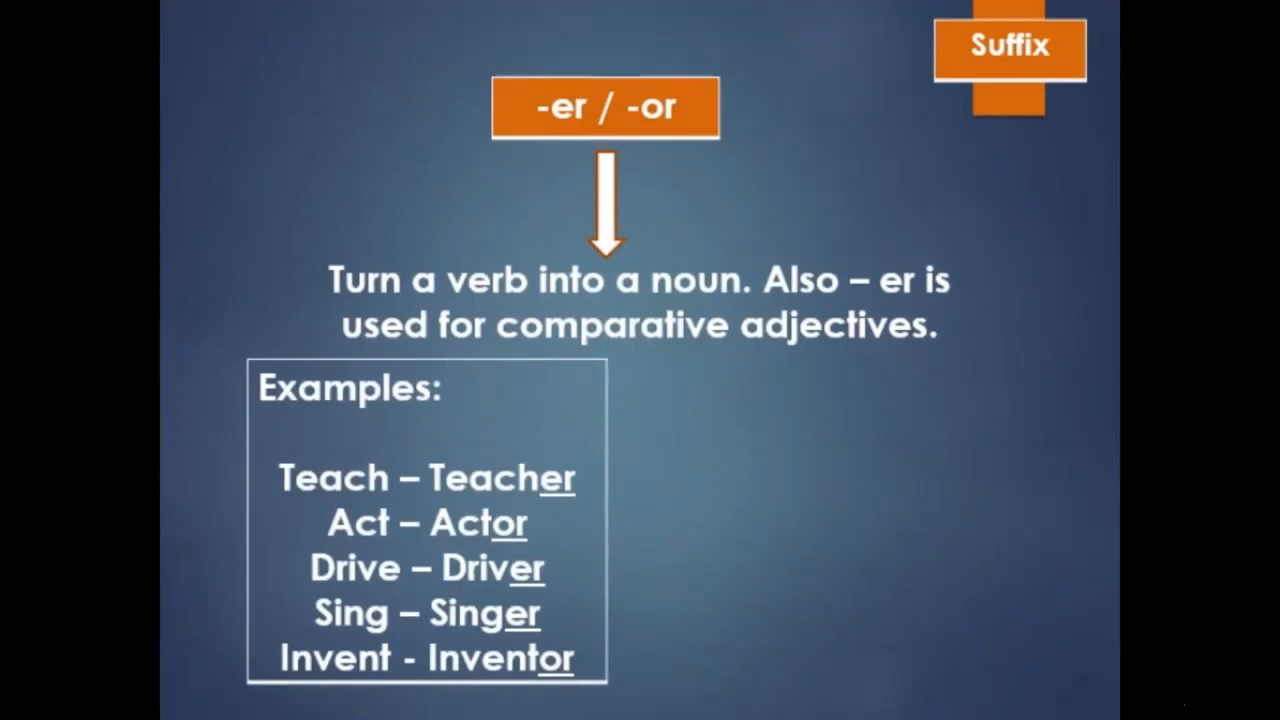 Suffix
-er / -or
Turn a verb into a noun. Also – er is
used for comparative adjectives.
Examples:
Teach – Teacher
Act – Actor
Drive – Driver
Sing – Singer
Invent - Inventor